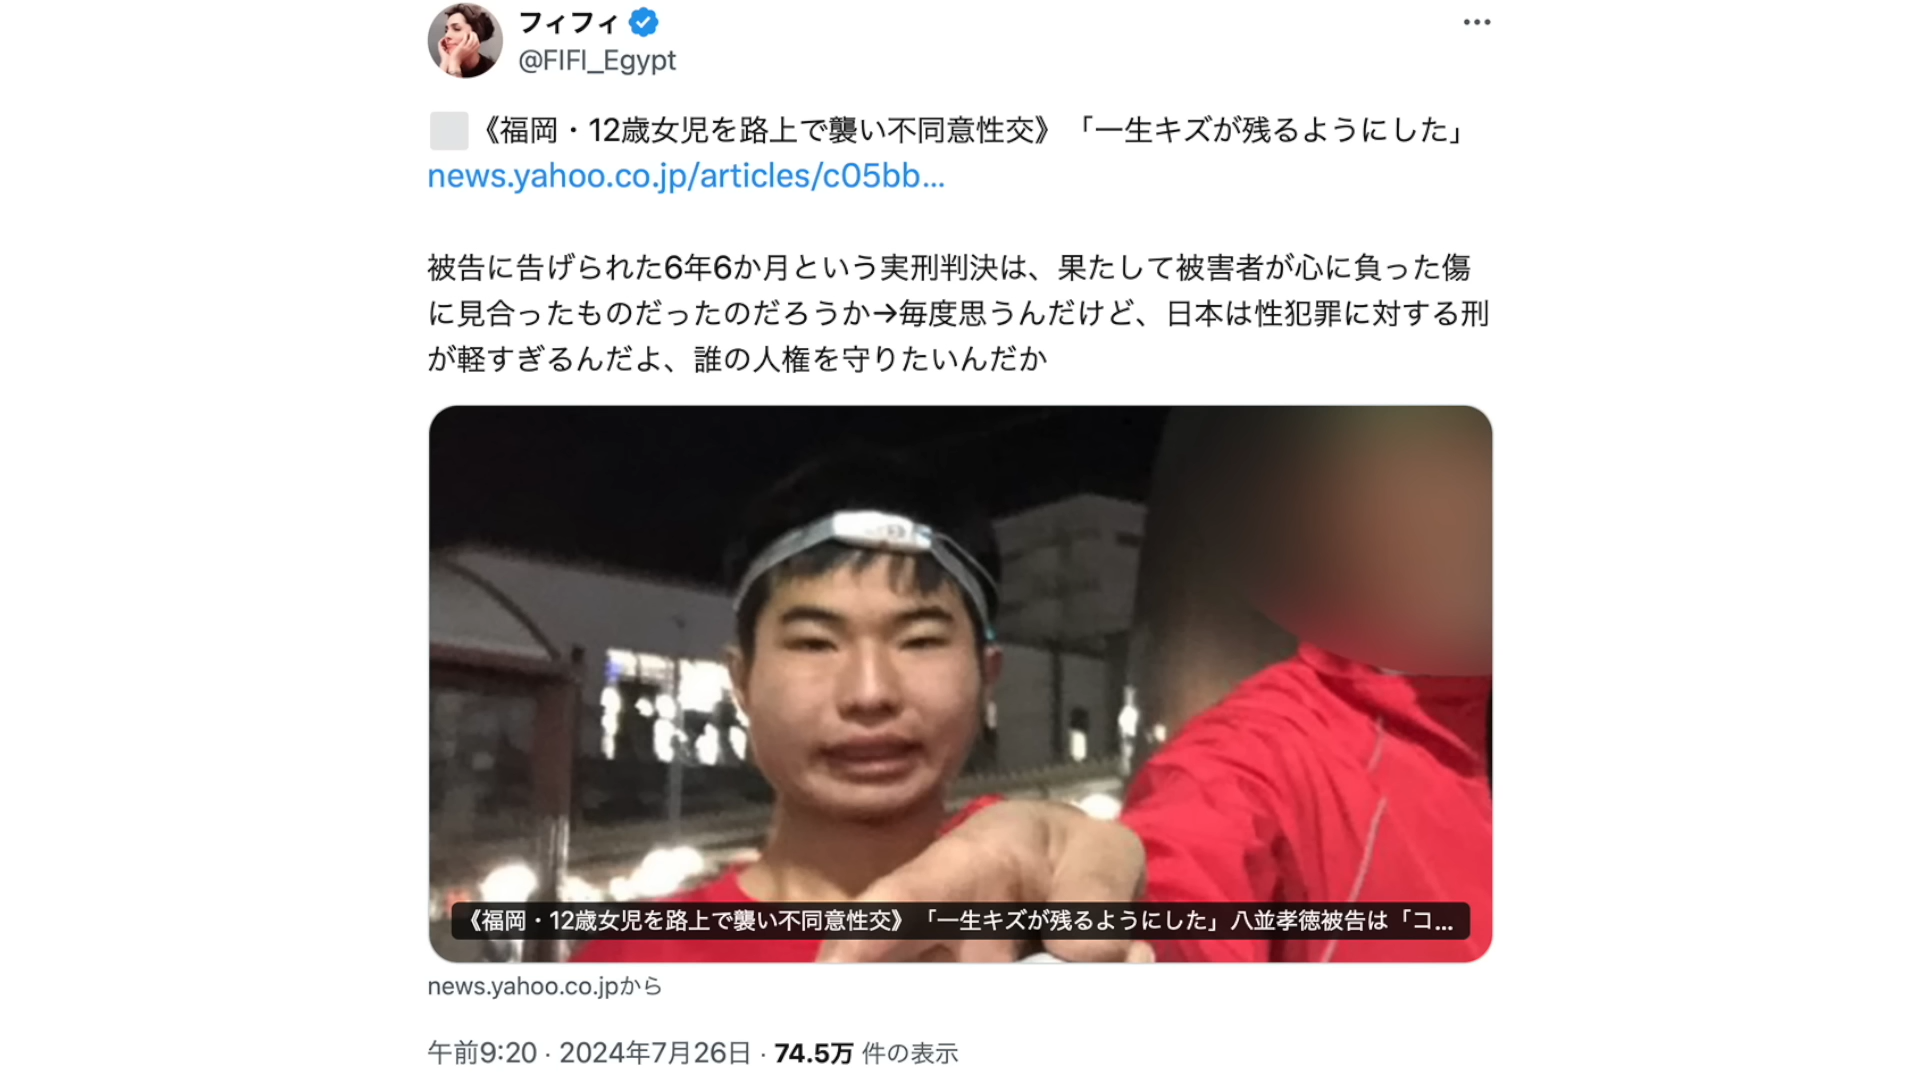 フィフィ
@FIFI_Egypt
《福岡・12歳女児を路上で襲い不同意性交》「一生キズが残るようにした」
news.yahoo.co.jp/articles/c05bb…
被告に告げられた6年6か月という実刑判決は、果たして被害者が心に負った傷
に見合ったものだったのだろうか→毎度思うんだけど、日本は性犯罪に対する刑
が軽すぎるんだよ、誰の人権を守りたいんだか
《福岡・12歳女児を路上で襲い不同意性交》「一生キズが残るようにした」八並孝徳被告は「コ...
news.yahoo.co.jpから
午前9:20 · 2024年7月26日 · 74.5万 件の表示